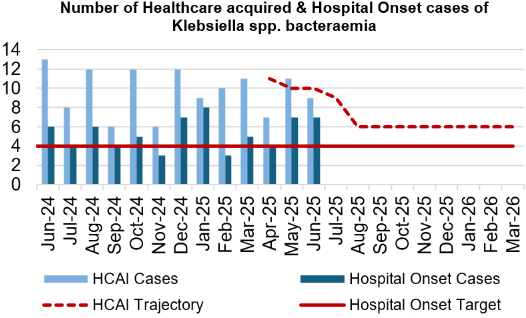 Number of Healthcare acquired & Hospital Onset cases of
Klebsiella spp. bacteraemia
14
12
10
8
6
4
2
0
Jun-24
Jul-24
Aug-24
Sep-24
Oct-24
Nov-24
Dec-24
Jan-25
Feb-25
Mar-25
Apr-25
May-25
Jun-25
Jul-25
Aug-25
Sep-25
Oct-25
Nov-25
Dec-25
Jan-26
Feb-26
Mar-26
HCAI Cases
Hospital Onset Cases
HCAI Trajectory
Hospital Onset Target